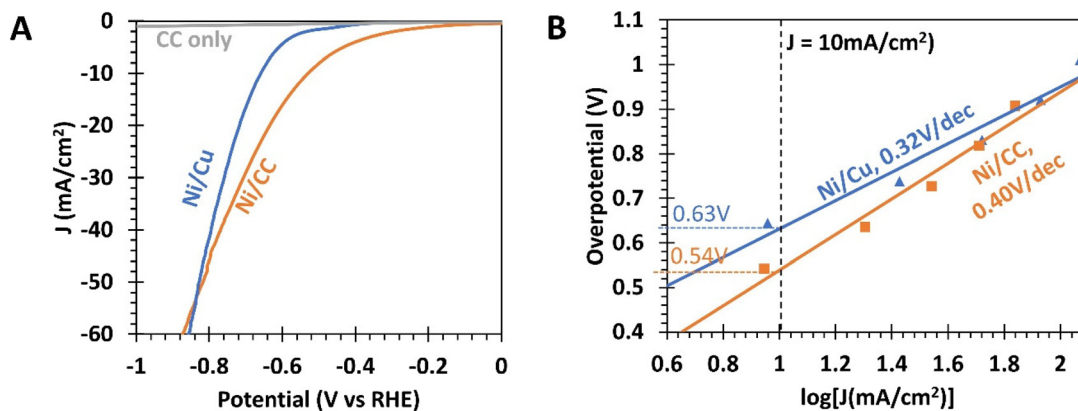 A
J (mA/cm²)
0
-10
-20
-30
-40
-50
-60
CC only
Ni/Cu
Ni/CC
-1
-0.8
-0.6
-0.4
-0.2
0
Potential (V vs RHE)
B
Overpotential (V)
1.1
1
0.9
0.8
0.7
0.6
0.5
0.4
J = 10mA/cm²)
Ni/Cu, 0.32V/dec
Ni/CC,
0.40V/dec
0.63V
0.54V
0.6
0.8
1
1.2
1.4
1.6
1.8
2
log[J(mA/cm²)]